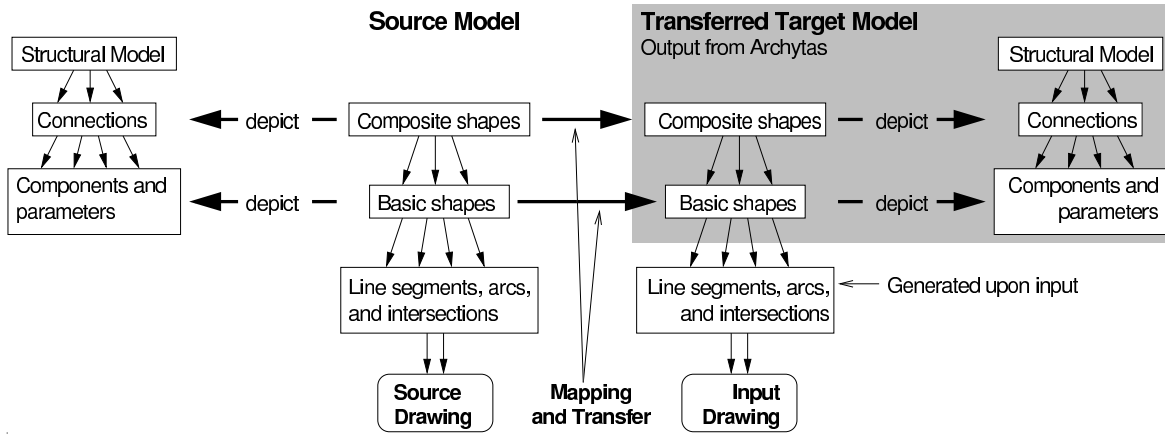 Source Model
Transferred Target Model
Output from Archytas
Structural Model
Structural Model
Connections
depict
Composite shapes
Composite shapes
depict
Connections
Components and
parameters
depict
Basic shapes
Basic shapes
depict
Components and
parameters
Line segments, arcs,
and intersections
Line segments, arcs,
and intersections
Generated upon input
Source
Drawing
Mapping
and Transfer
Input
Drawing